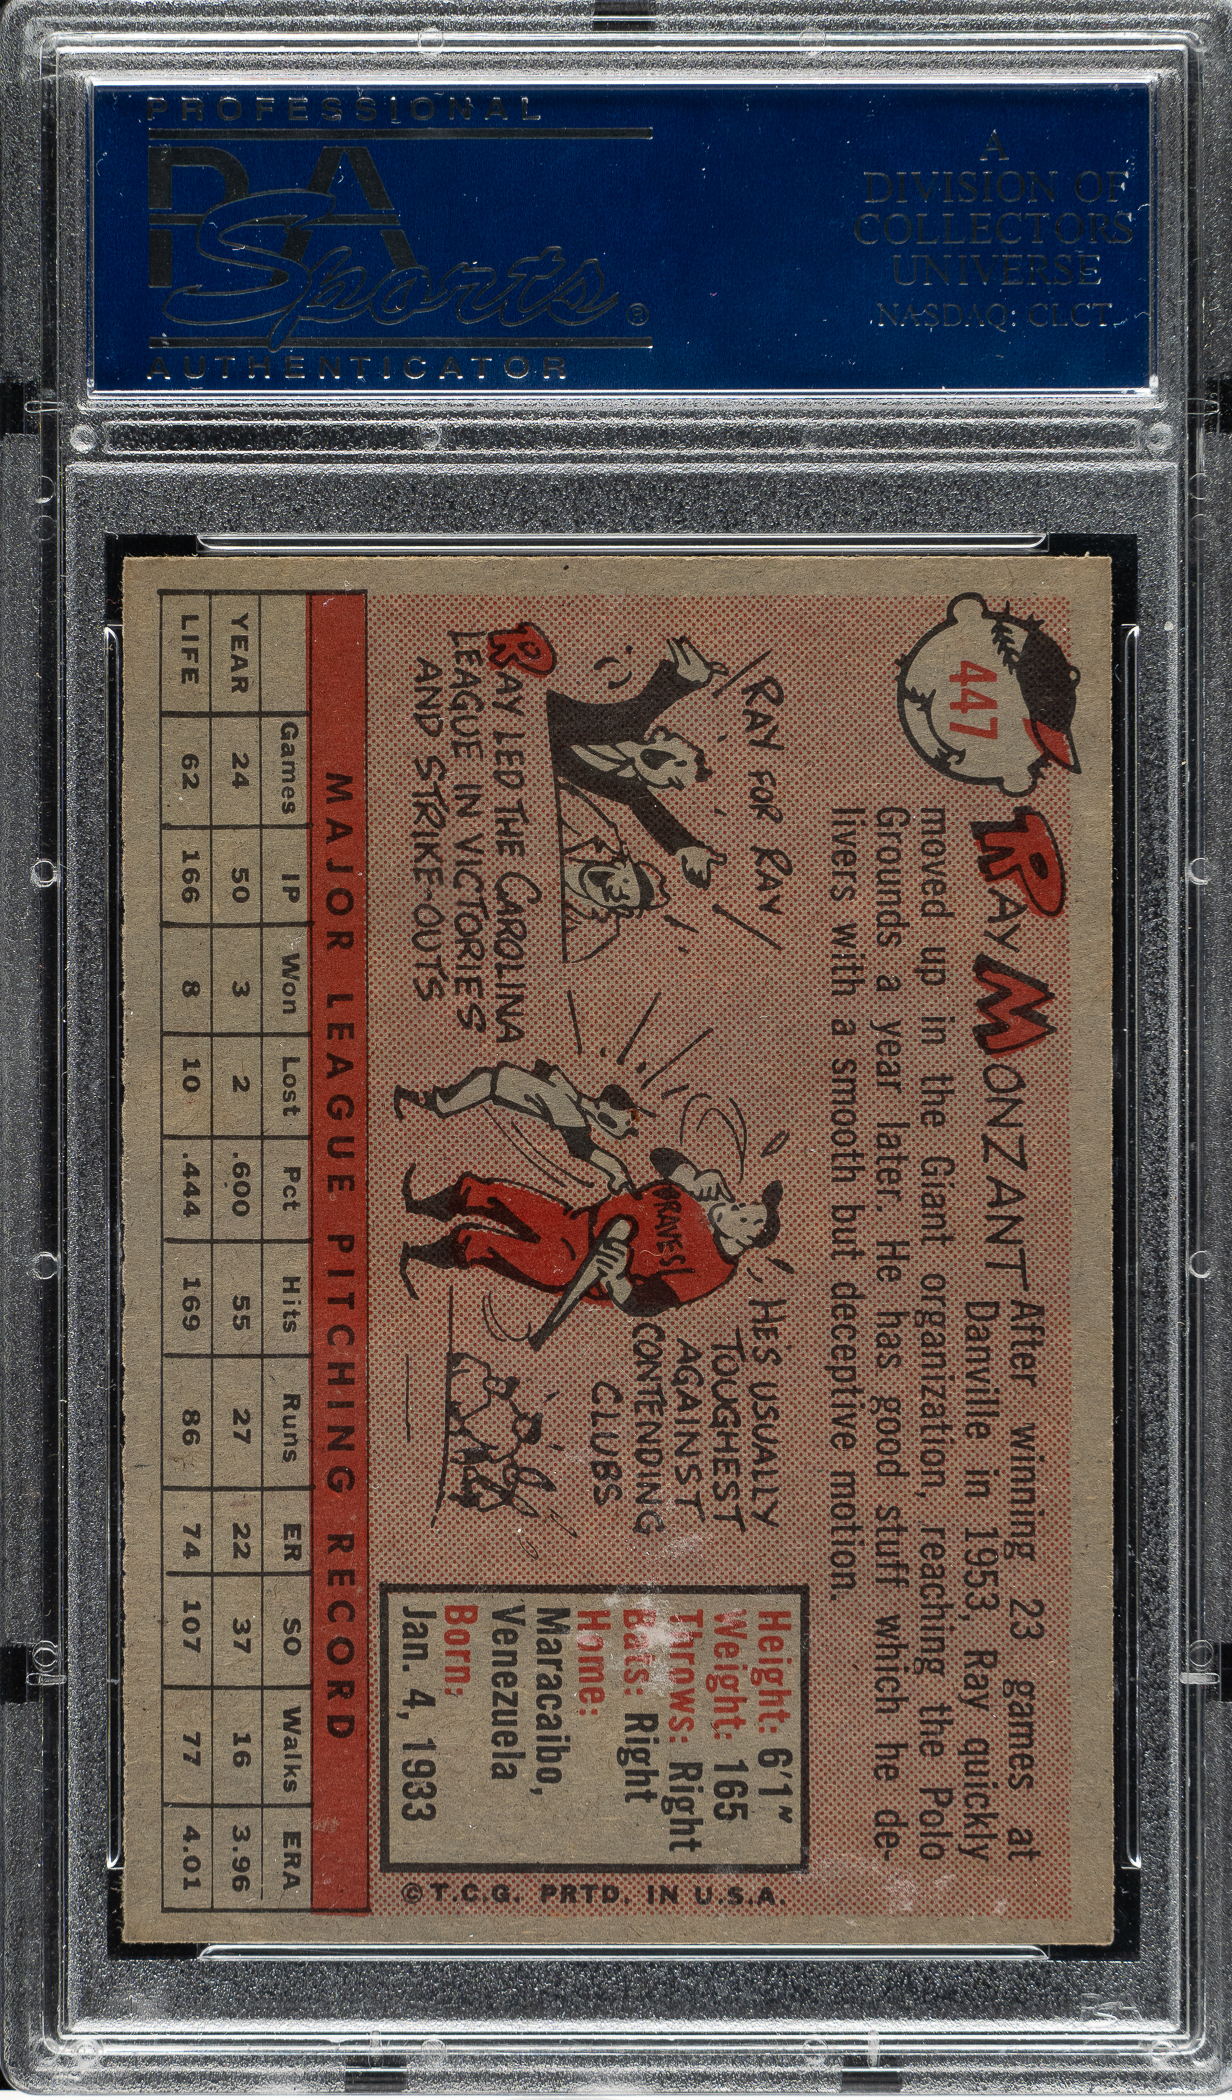 PROFESSIONAL
PSA
Sports®
AUTHENTICATOR
A
DIVISION OF
COLLECTORS
UNIVERSE
NASDAQ: CLCT
447
RAY MONZANT
After winning 23 games at
Danville in 1953, Ray quickly
moved up in the Giant organization, reaching the Polo
Grounds a year later. He has good stuff which he de-
livers with a smooth but deceptive motion.
RAY FOR RAY
RAY LED THE CAROLINA
LEAGUE IN VICTORIES
AND STRIKE-OUTS
BRAVES!
HE'S USUALLY
TOUGHEST
AGAINST
CONTENDING
CLUBS
Height: 6'1"
Weight: 165
Throws: Right
Bats: Right
Home:
Maracaibo,
Venezuela
Born:
Jan. 4, 1933
MAJOR LEAGUE PITCHING RECORD
Games IP Won Lost Pct Hits Runs ER SO Walks ERA
YEAR 24 50 3 2 .600 55 27 22 37 16 3.96
LIFE 62 166 8 10 .444 169 86 74 107 77 4.01
© T.C.G. PRTD. IN U.S.A.